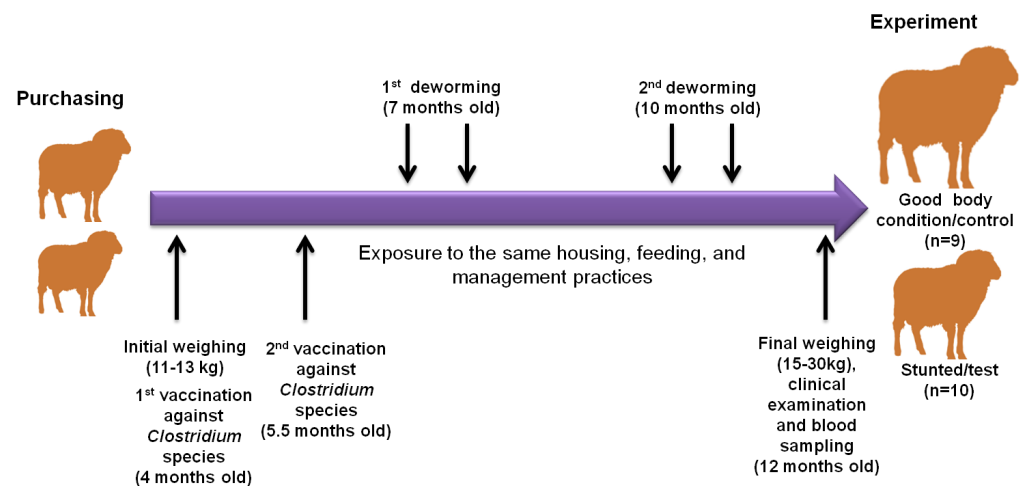 Purchasing
1st deworming
(7 months old)
2nd deworming
(10 months old)
Experiment
Good body
condition/control
(n=9)
Exposure to the same housing, feeding, and
management practices
Initial weighing
(11-13 kg)
1st vaccination
against
Clostridium
species
(4 months old)
2nd vaccination
against
Clostridium
species
(5.5 months old)
Final weighing
(15-30kg),
clinical
examination
and blood
sampling
(12 months old)
Stunted/test
(n=10)